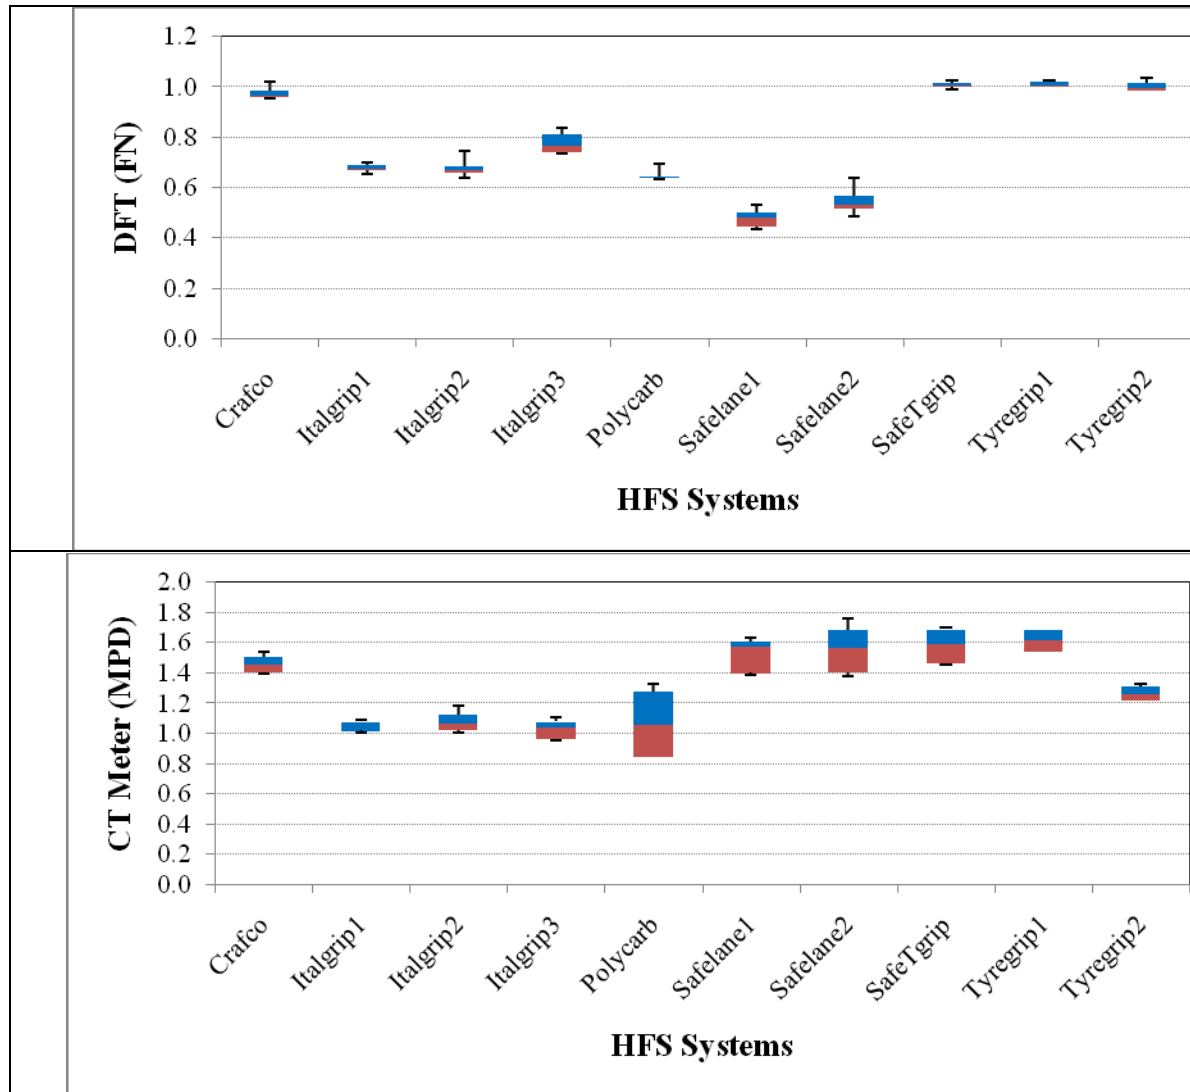 DFT (FN)
1.2
1.0
0.8
0.6
0.4
0.2
0.0
Crafco
Italgrip1
Italgrip2
Italgrip3
Polycarb
Safelane1
Safelane2
SafeTgrip
Tyregrip1
Tyregrip2
HFS Systems
CT Meter (MPD)
2.0
1.8
1.6
1.4
1.2
1.0
0.8
0.6
0.4
0.2
0.0
Crafco
Italgrip1
Italgrip2
Italgrip3
Polycarb
Safelane1
Safelane2
SafeTgrip
Tyregrip1
Tyregrip2
HFS Systems